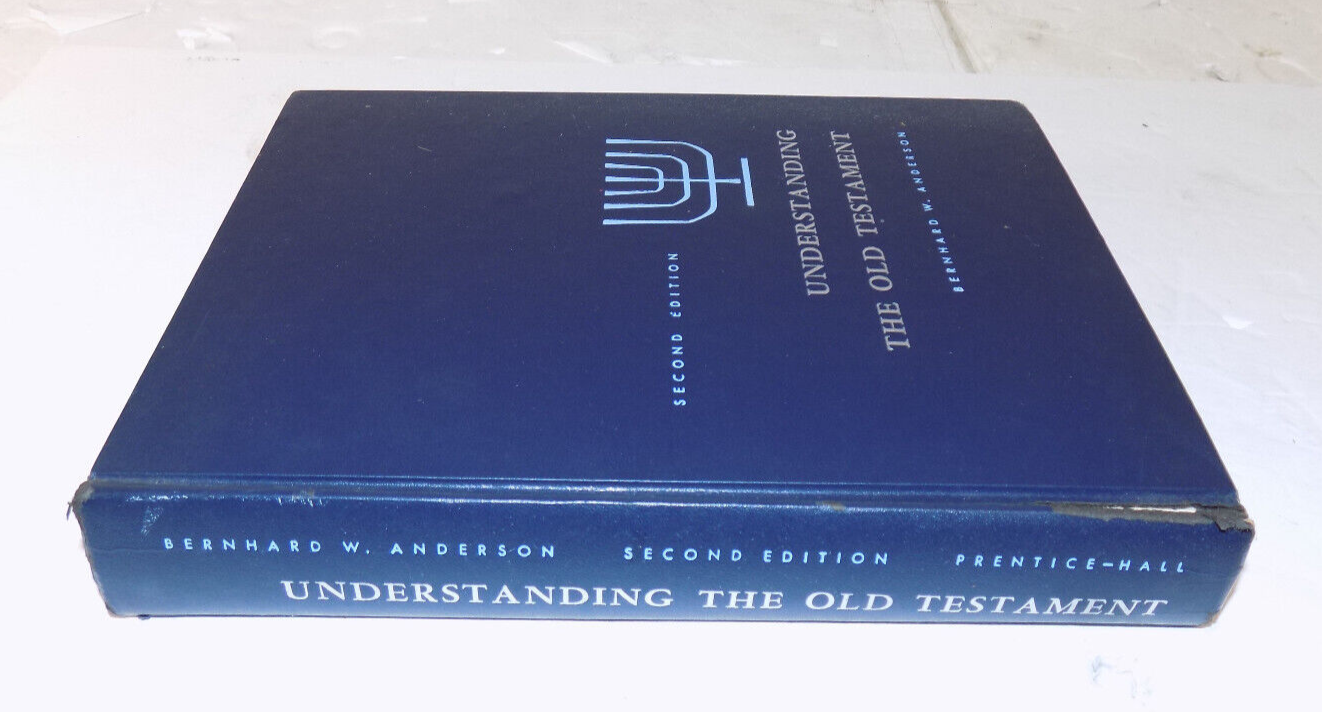 UNDERSTANDING
THE OLD TESTAMENT
BERNHARD W. ANDERSON
SECOND EDITION
BERNHARD W. ANDERSON SECOND EDITION PRENTICE-HALL
UNDERSTANDING THE OLD TESTAMENT